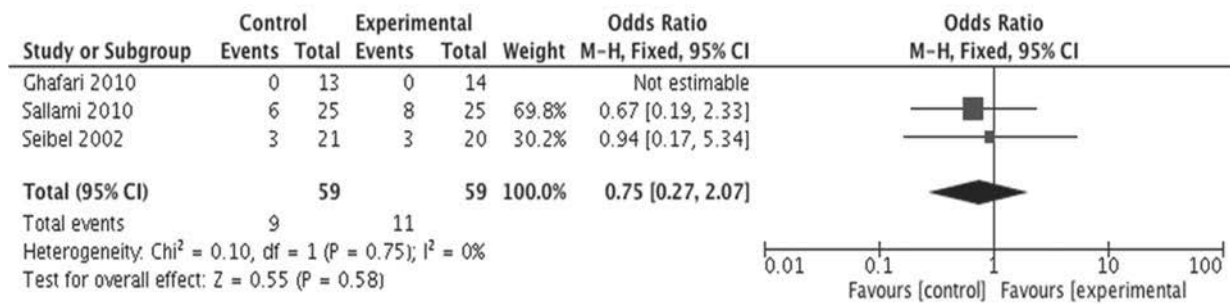 Control Experimental Odds Ratio Odds Ratio
Study or Subgroup Events Total Events Total Weight M-H, Fixed, 95% CI M-H, Fixed, 95% CI
Ghafari 2010 0 13 0 14 Not estimable
Sallami 2010 6 25 8 25 69.8% 0.67 [0.19, 2.33]
Seibel 2002 3 21 3 20 30.2% 0.94 [0.17, 5.34]
Total (95% CI) 59 59 100.0% 0.75 [0.27, 2.07]
Total events 9 11
Heterogeneity: Chi² = 0.10, df = 1 (P = 0.75); I² = 0%
Test for overall effect: Z = 0.55 (P = 0.58)
0.01 0.1 1 10 100
Favours [control] Favours [experimental